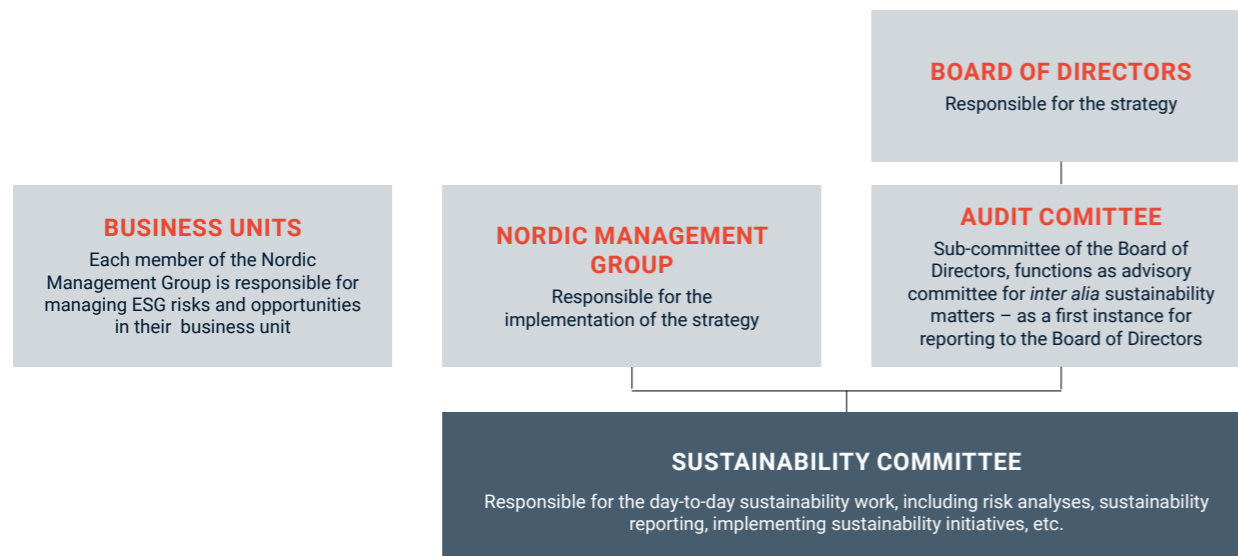 BOARD OF DIRECTORS
Responsible for the strategy
BUSINESS UNITS
Each member of the Nordic
Management Group is responsible for
managing ESG risks and opportunities
in their business unit
NORDIC MANAGEMENT
GROUP
Responsible for the
implementation of the strategy
AUDIT COMITTEE
Sub-committee of the Board of
Directors, functions as advisory
committee for inter alia sustainability
matters – as a first instance for
reporting to the Board of Directors
SUSTAINABILITY COMMITTEE
Responsible for the day-to-day sustainability work, including risk analyses, sustainability
reporting, implementing sustainability initiatives, etc.